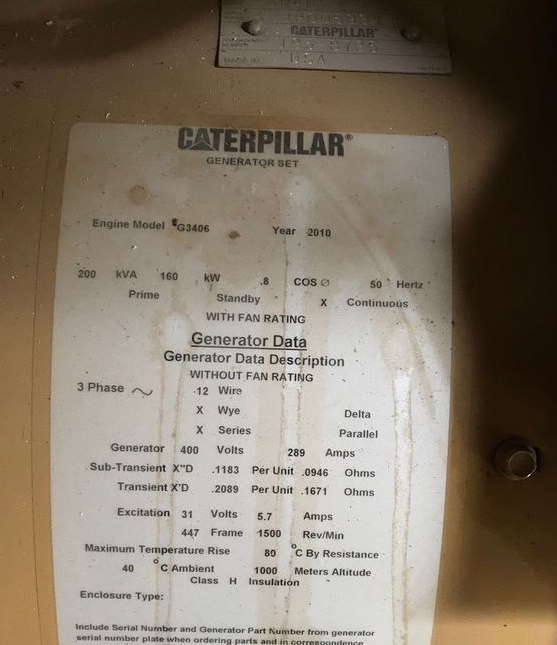 CATERPILLAR
MADE IN USA
CATERPILLAR®
GENERATOR SET
Engine Model G3406 Year 2010
200 kVA 160 kW .8 COS Ø 50 Hertz
Prime Standby X Continuous
WITH FAN RATING
Generator Data
Generator Data Description
WITHOUT FAN RATING
3 Phase 12 Wire
X Wye Delta
X Series Parallel
Generator 400 Volts 289 Amps
Sub-Transient X"D .1183 Per Unit .0946 Ohms
Transient X'D .2089 Per Unit .1671 Ohms
Excitation 31 Volts 5.7 Amps
447 Frame 1500 Rev/Min
Maximum Temperature Rise 80 °C By Resistance
40 °C Ambient 1000 Meters Altitude
Class H Insulation
Enclosure Type:
Include Serial Number and Generator Part Number from generator
serial number plate when ordering parts and in correspondence